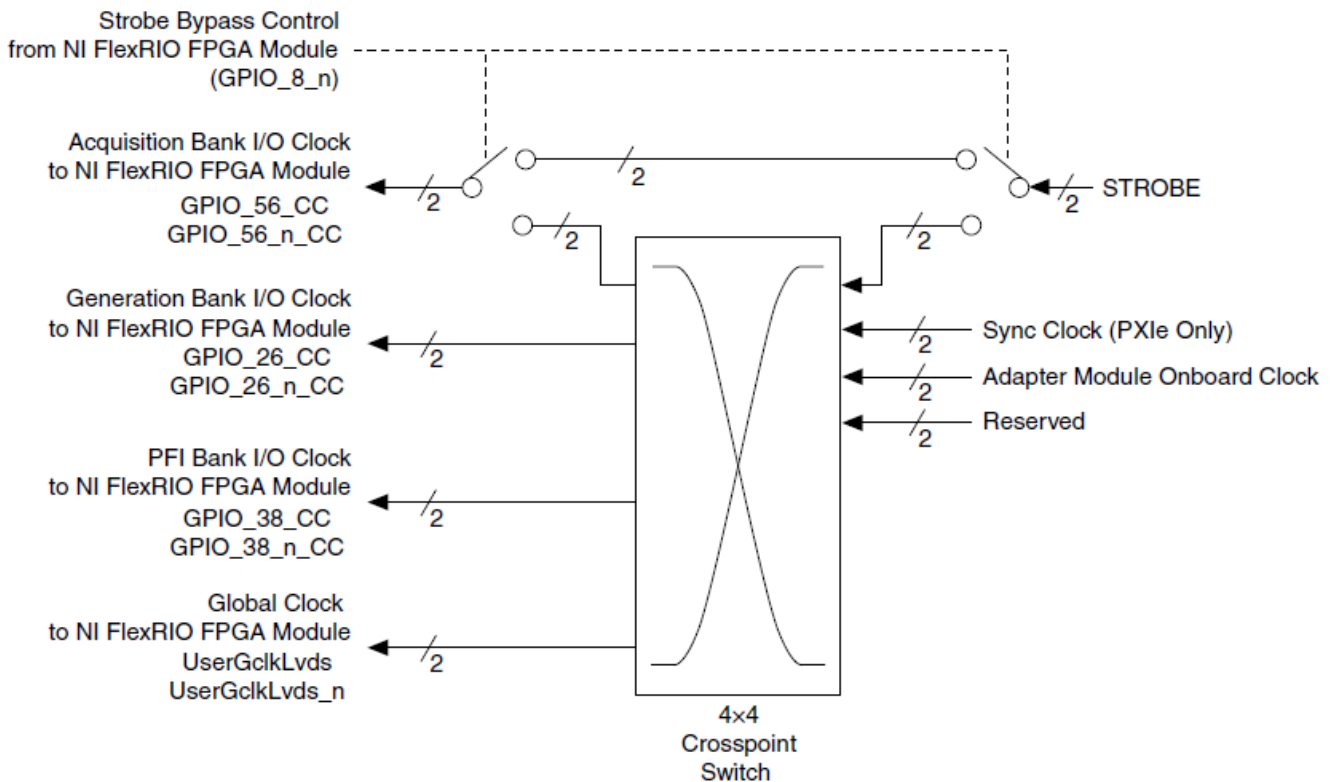 Strobe Bypass Control
from NI FlexRIO FPGA Module
(GPIO_8_n)
Acquisition Bank I/O Clock
to NI FlexRIO FPGA Module
GPIO_56_CC
GPIO_56_n_CC
2
2
2
STROBE
2
2
Generation Bank I/O Clock
to NI FlexRIO FPGA Module
GPIO_26_CC
GPIO_26_n_CC
2
2
Sync Clock (PXIe Only)
2
Adapter Module Onboard Clock
2
Reserved
PFI Bank I/O Clock
to NI FlexRIO FPGA Module
GPIO_38_CC
GPIO_38_n_CC
2
Global Clock
to NI FlexRIO FPGA Module
UserGclkLvds
UserGclkLvds_n
2
4×4
Crosspoint
Switch